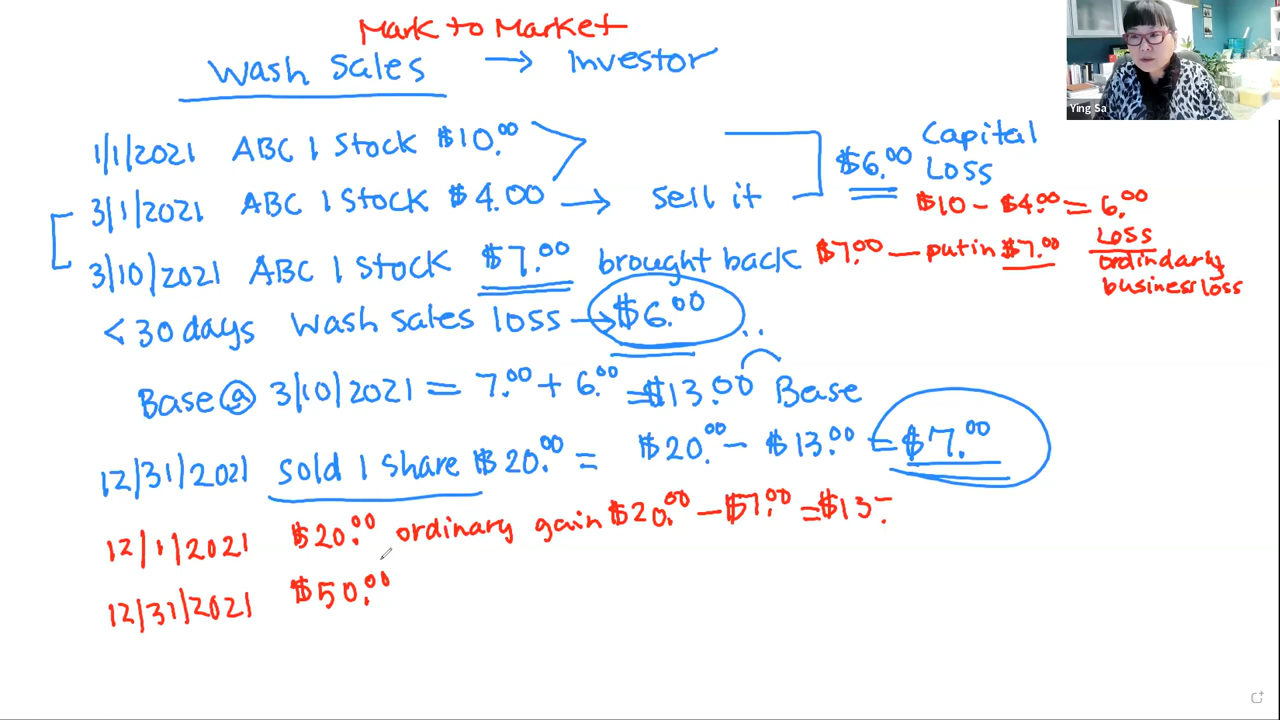 Mark to Market
Wash Sales → Investor
Ying Sa
1/1/2021 ABC 1 Stock $10.00
Capital
$6.00 Loss
3/1/2021 ABC 1 Stock $4.00 → sell it
$10 - $4.00 = 6.00
Loss
3/10/2021 ABC 1 Stock $7.00 brought back $7.00 — put in $7.00
ordindarly
business loss
< 30 days Wash sales loss → $6.00
Base @ 3/10/2021 = 7.00 + 6.00 = $13.00 Base
12/31/2021 sold 1 share $20.00 = $20.00 - $13.00 = $7.00
12/1/2021 $20.00 ordinary gain $20.00 - $7.00 = $13.-
12/31/2021 $50.00